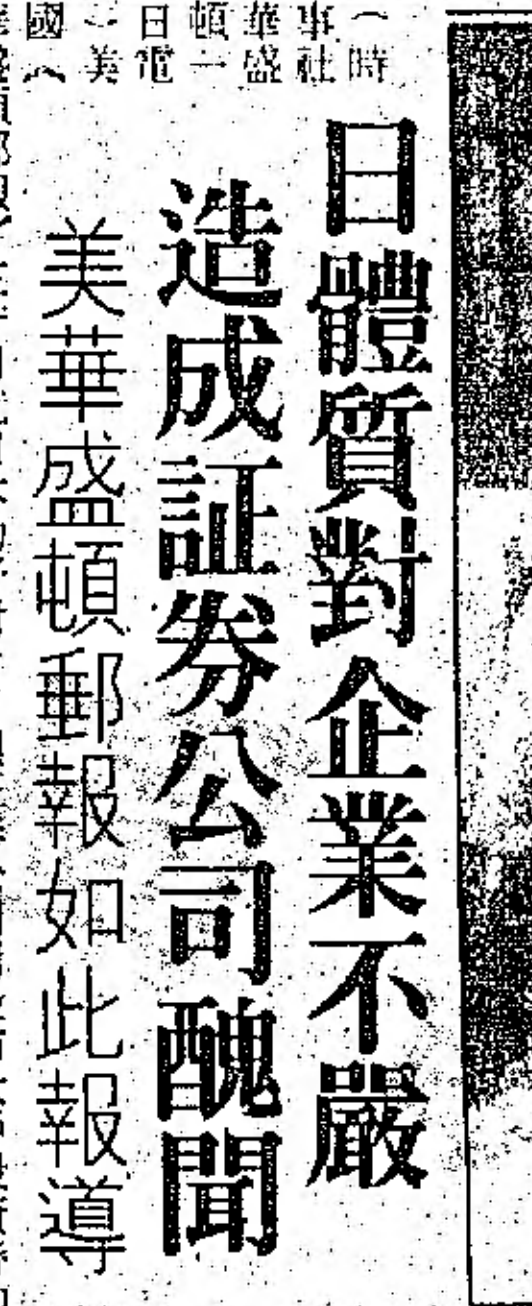 日體質對企業不嚴
造成証券公司醜聞
美華盛頓郵報如此報導
（時
事社
華盛
頓一
日電
）美
國（